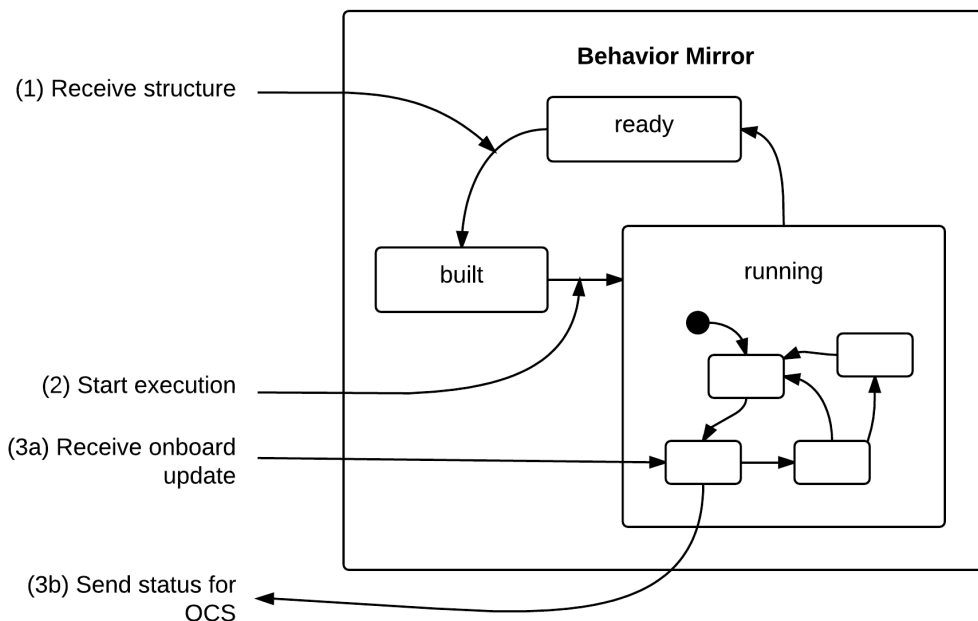 Behavior Mirror
(1) Receive structure
ready
built
running
(2) Start execution
(3a) Receive onboard
update
(3b) Send status for
OCS